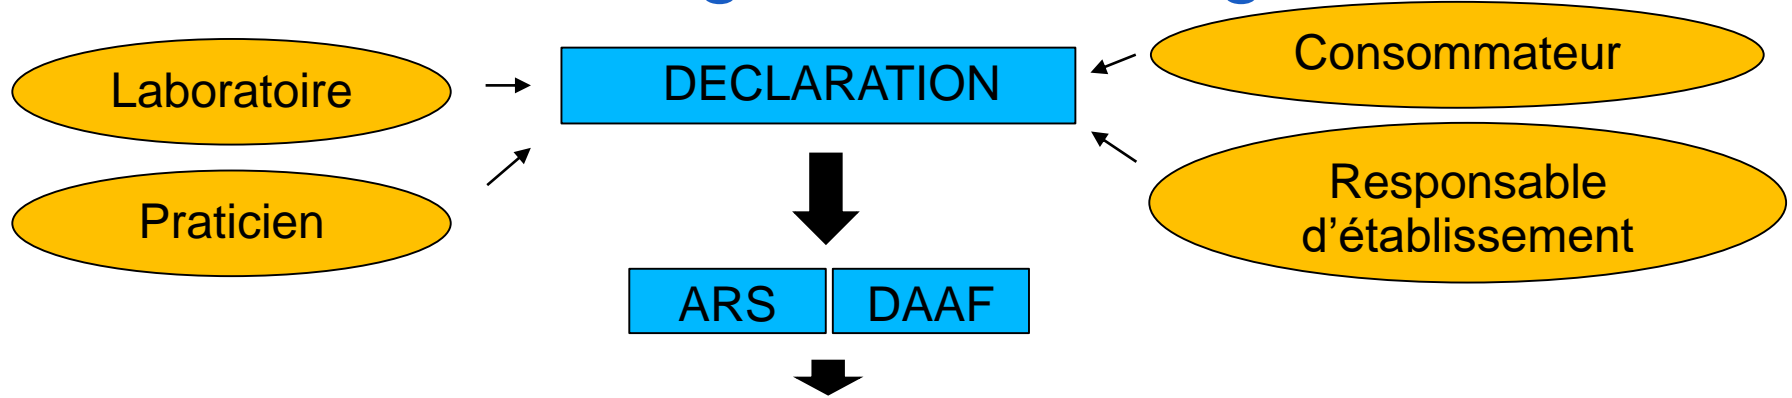 Consommateur
Laboratoire
DECLARATION
Praticien
Responsable
d’établissement
ARS
DAAF